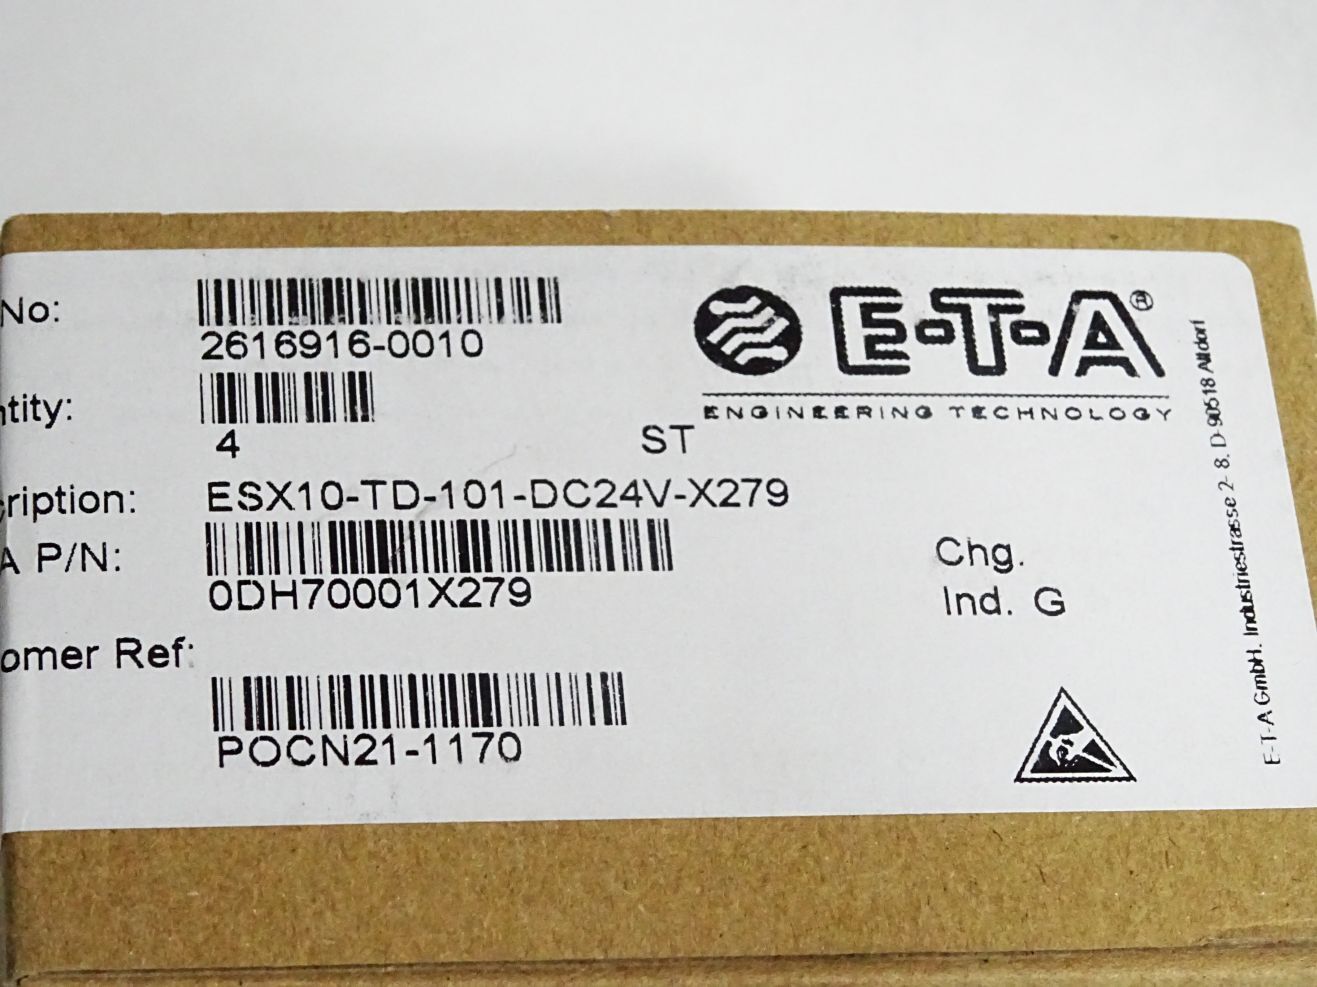 No:
2616916-0010
E-T-A®
ENGINEERING TECHNOLOGY
tity:
4 ST
ription:
ESX10-TD-101-DC24V-X279
A P/N:
0DH70001X279
Chg.
Ind. G
omer Ref:
POCN21-1170
E-T-A GmbH. Industriestrasse 2-8. D-90518 Altdorf